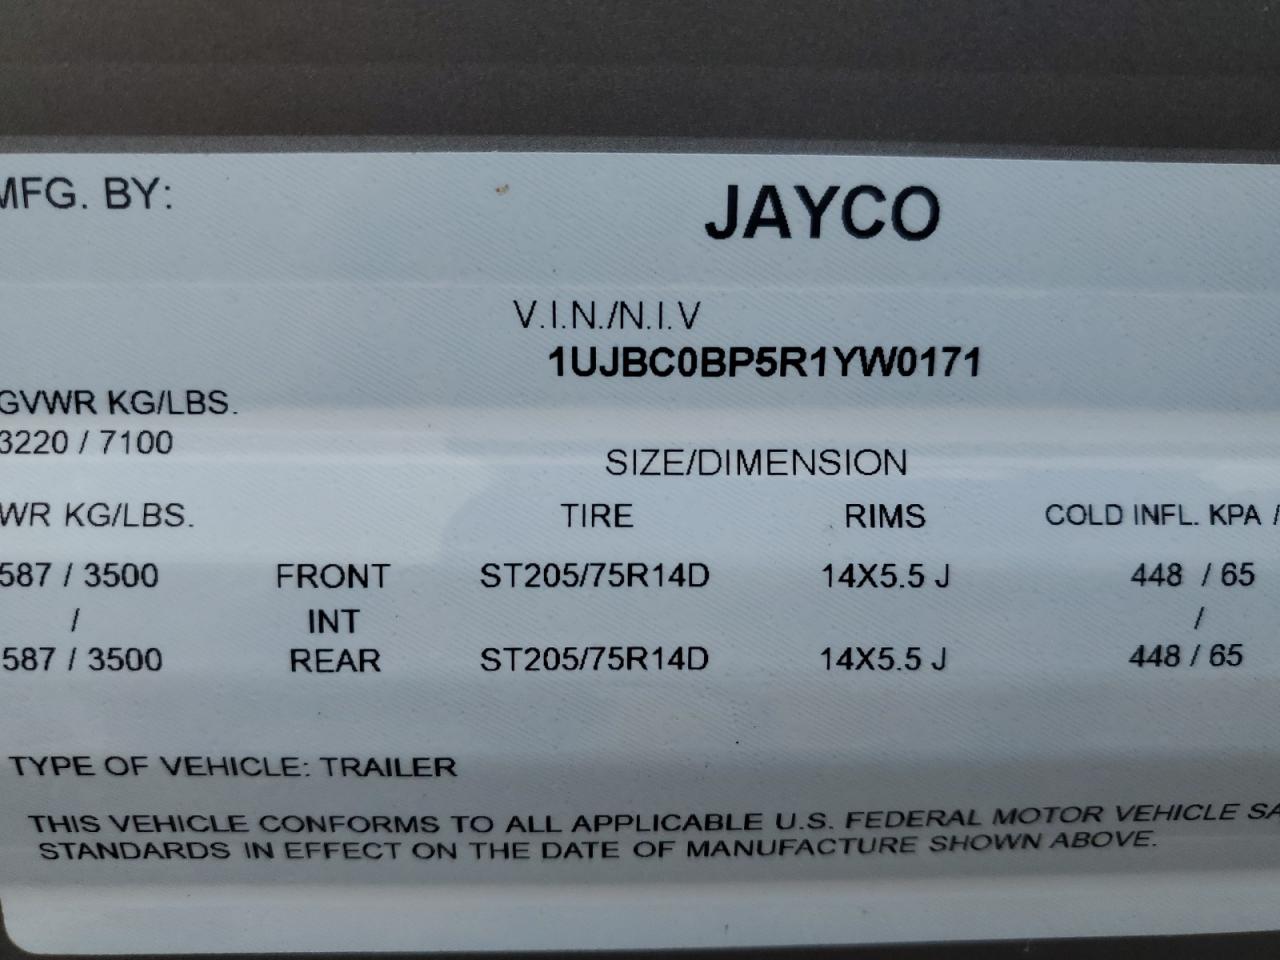 MFG. BY:
JAYCO
V.I.N./N.I.V
1UJBC0BP5R1YW0171
GVWR KG/LBS.
3220 / 7100
SIZE/DIMENSION
WR KG/LBS. TIRE RIMS COLD INFL. KPA /
587 / 3500 FRONT ST205/75R14D 14X5.5 J 448 / 65
/ INT /
587 / 3500 REAR ST205/75R14D 14X5.5 J 448 / 65
TYPE OF VEHICLE: TRAILER
THIS VEHICLE CONFORMS TO ALL APPLICABLE U.S. FEDERAL MOTOR VEHICLE SA
STANDARDS IN EFFECT ON THE DATE OF MANUFACTURE SHOWN ABOVE.